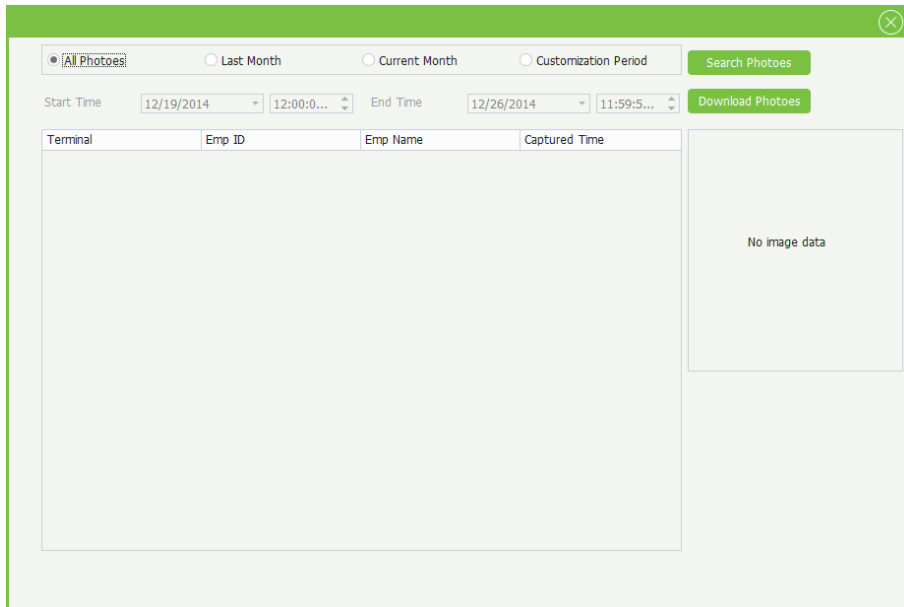 All Photoes Last Month Current Month Customization Period Search Photoes
Start Time 12/19/2014 12:00:0... End Time 12/26/2014 11:59:5... Download Photoes
Terminal Emp ID Emp Name Captured Time
No image data